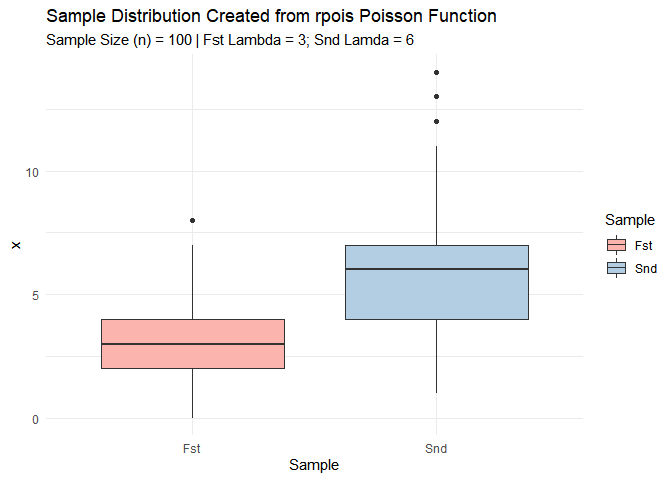 Sample Distribution Created from rpois Poisson Function
Sample Size (n) = 100 | Fst Lambda = 3; Snd Lamda = 6
10
5
0
x
Fst
Snd
Sample
Sample
Fst
Snd